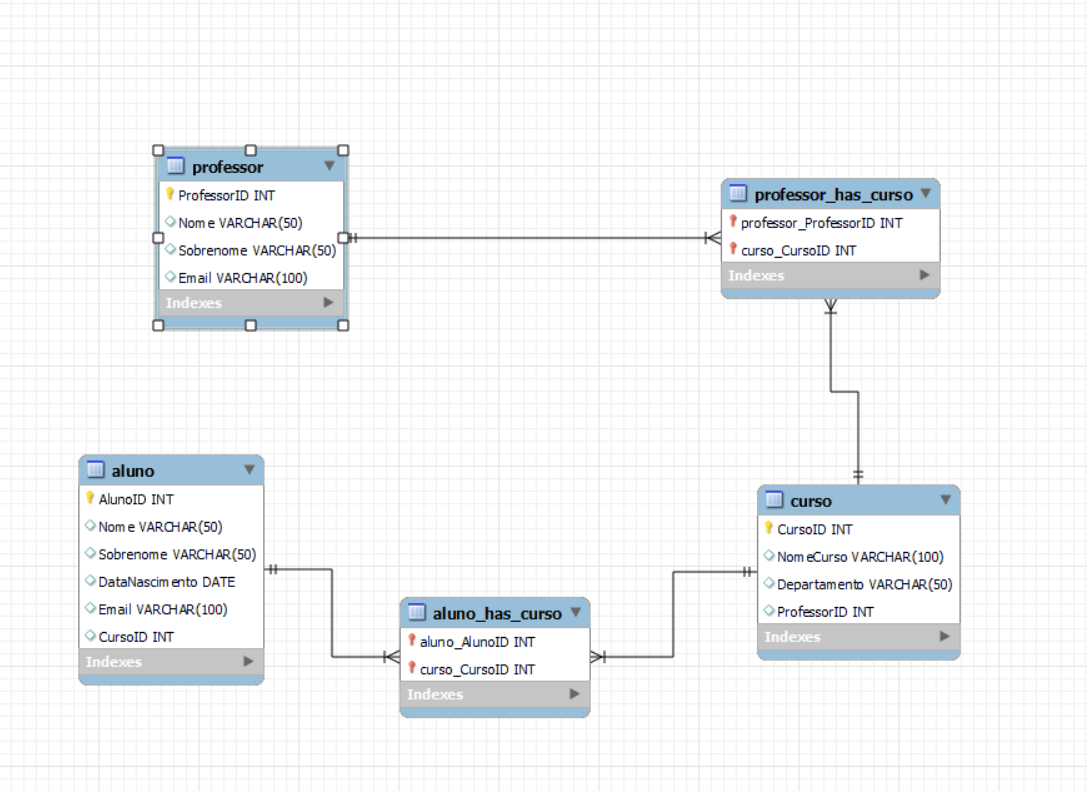 professor
ProfessorID INT
Nome VARCHAR(50)
Sobrenome VARCHAR(50)
Email VARCHAR(100)
Indexes
professor_has_curso
professor_ProfessorID INT
curso_CursoID INT
Indexes
aluno
AlunoID INT
Nome VARCHAR(50)
Sobrenome VARCHAR(50)
DataNascimento DATE
Email VARCHAR(100)
CursoID INT
Indexes
aluno_has_curso
aluno_AlunoID INT
curso_CursoID INT
Indexes
curso
CursoID INT
NomeCurso VARCHAR(100)
Departamento VARCHAR(50)
ProfessorID INT
Indexes